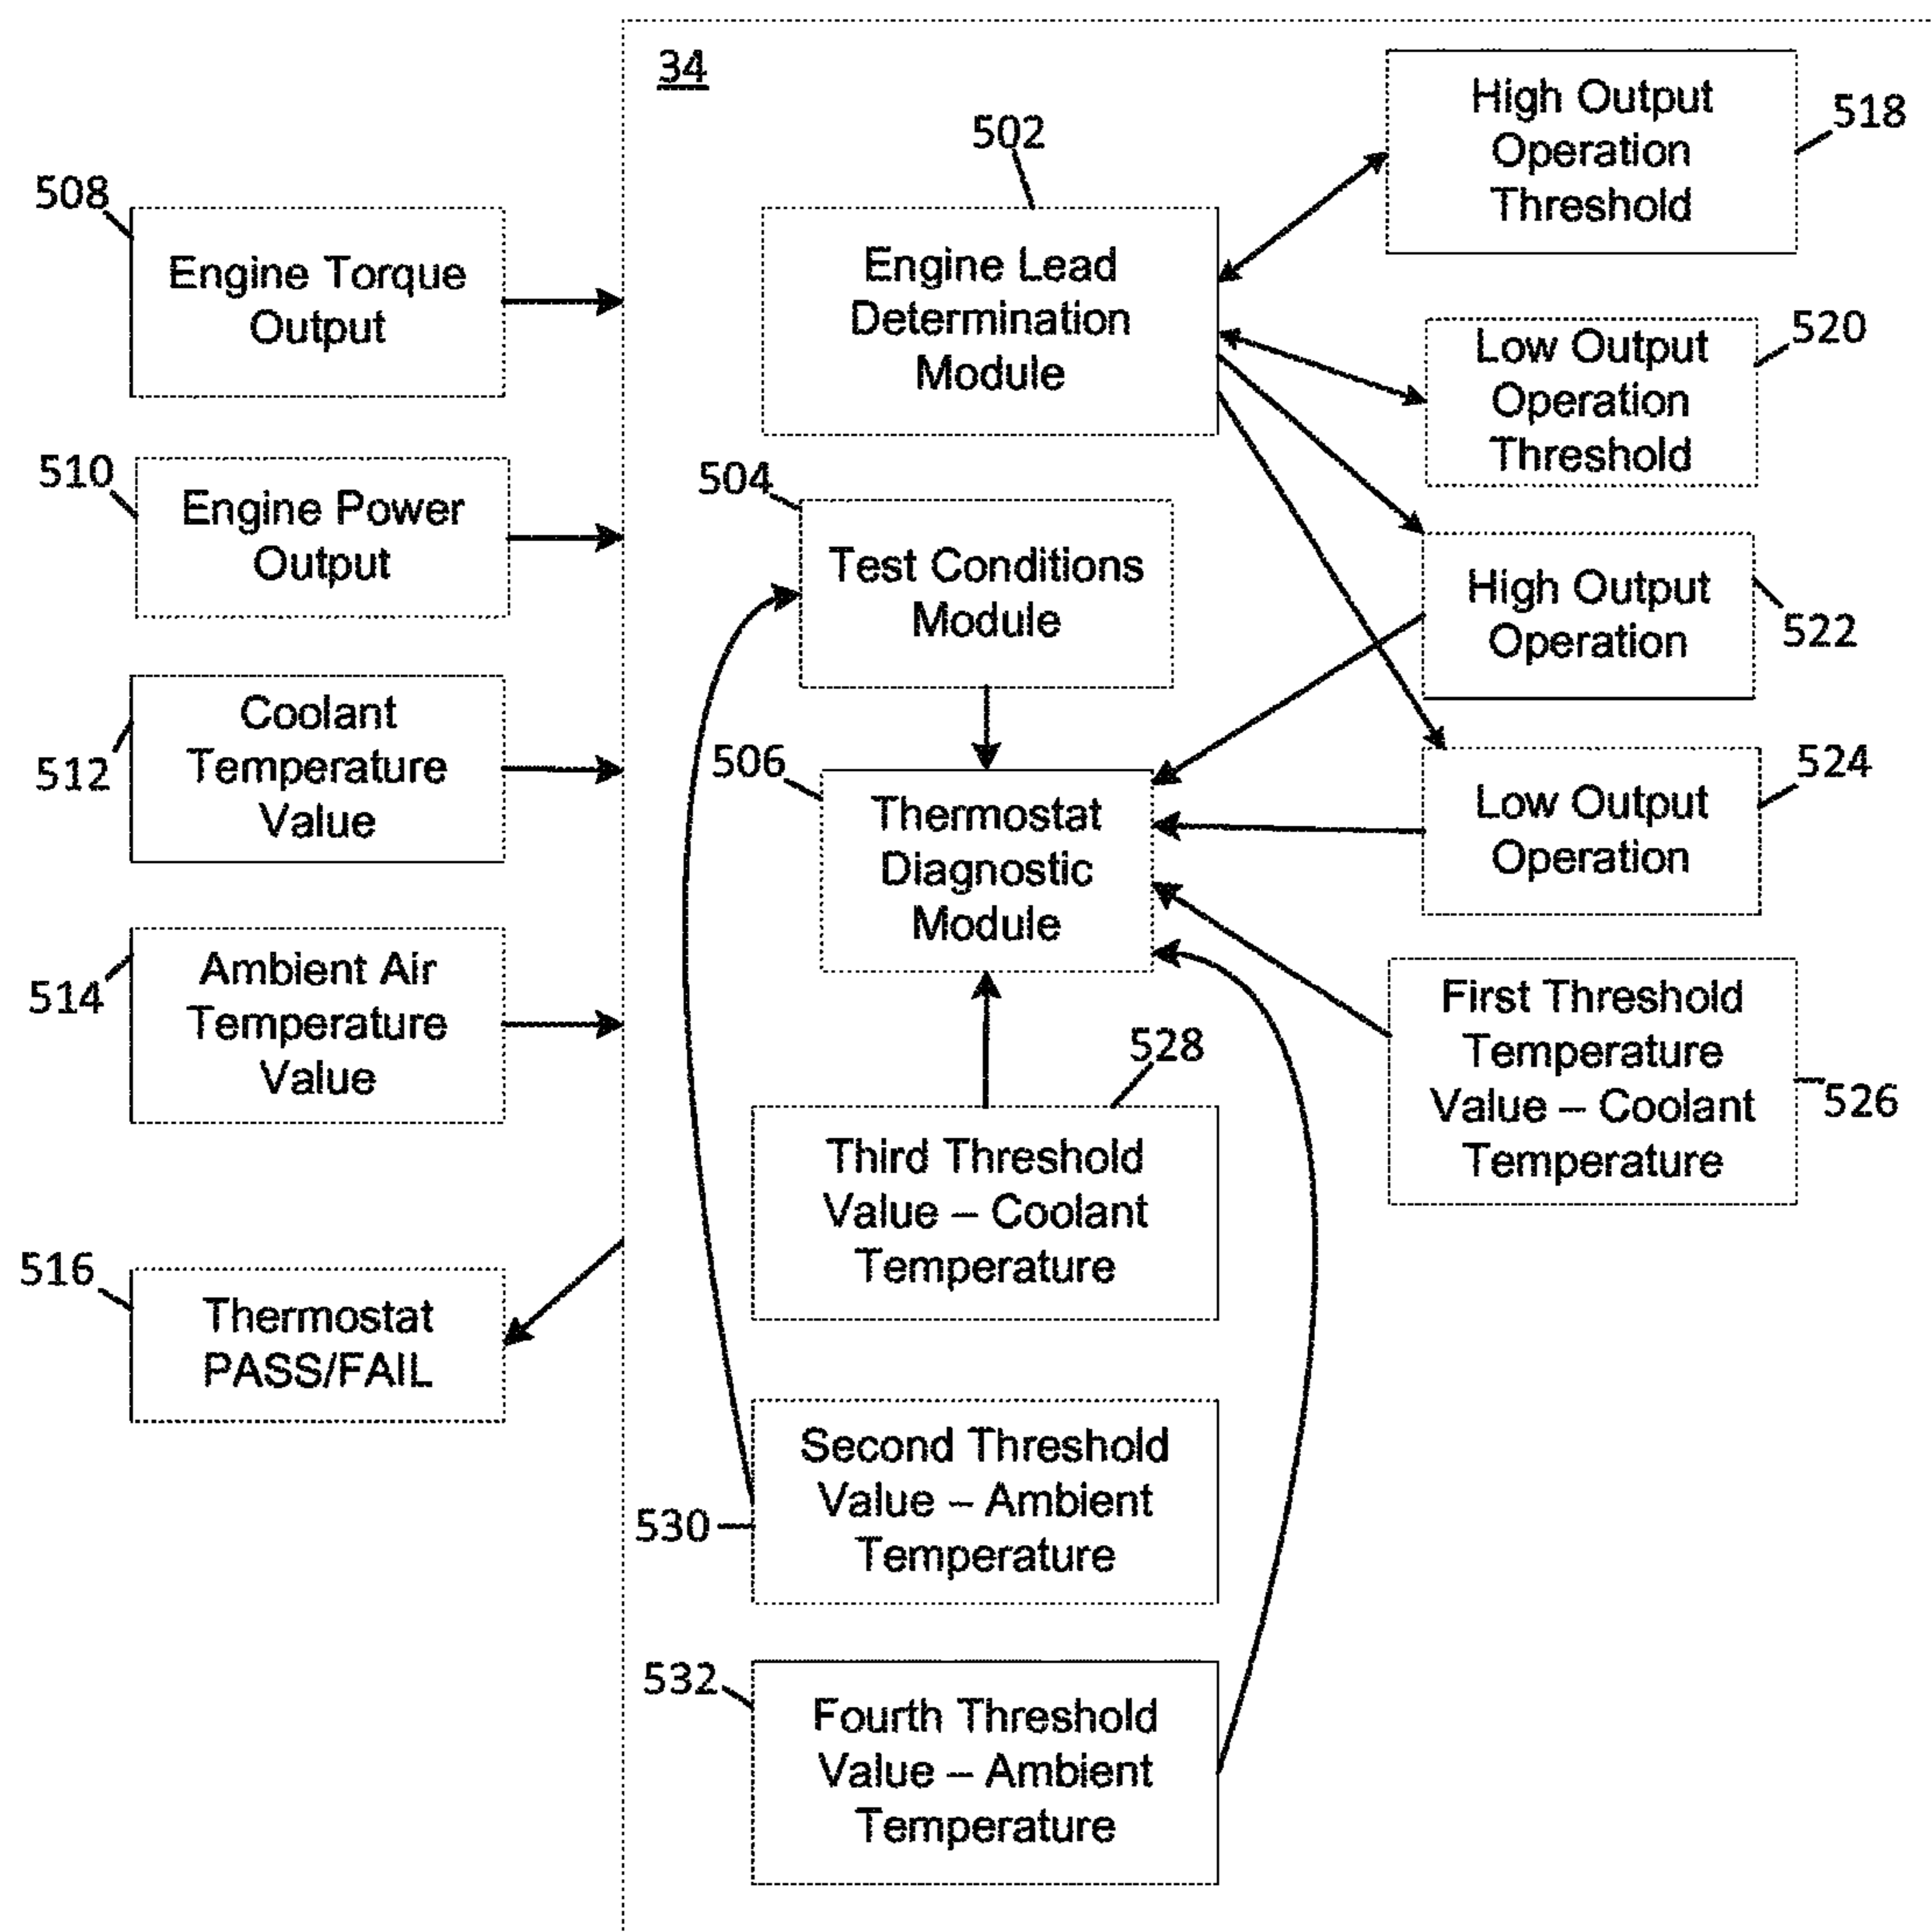 34
502
High Output
Operation
Threshold
518
508
Engine Torque
Output
Engine Lead
Determination
Module
Low Output
Operation
Threshold
520
510
Engine Power
Output
504
Test Conditions
Module
High Output
Operation
522
512
Coolant
Temperature
Value
506
Thermostat
Diagnostic
Module
Low Output
Operation
524
514
Ambient Air
Temperature
Value
First Threshold
Temperature
Value – Coolant
Temperature
526
528
Third Threshold
Value – Coolant
Temperature
516
Thermostat
PASS/FAIL
530
Second Threshold
Value – Ambient
Temperature
532
Fourth Threshold
Value – Ambient
Temperature